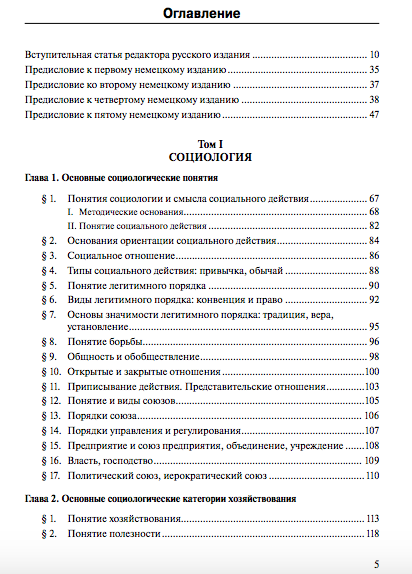 Оглавление
Вступительная статья редактора русского издания 10
Предисловие к первому немецкому изданию 35
Предисловие ко второму немецкому изданию 37
Предисловие к четвертому немецкому изданию 38
Предисловие к пятому немецкому изданию 47
Том I
СОЦИОЛОГИЯ
Глава 1. Основные социологические понятия
§ 1. Понятия социологии и смысла социального действия 67
I. Методические основания 68
II. Понятие социального действия 82
§ 2. Основания ориентации социального действия 84
§ 3. Социальное отношение 86
§ 4. Типы социального действия: привычка, обычай 88
§ 5. Понятие легитимного порядка 90
§ 6. Виды легитимного порядка: конвенция и право 92
§ 7. Основы значимости легитимного порядка: традиция, вера,
установление 95
§ 8. Понятие борьбы 96
§ 9. Общность и обобществление 98
§ 10. Открытые и закрытые отношения 100
§ 11. Приписывание действия. Представительские отношения 103
§ 12. Понятие и виды союзов 105
§ 13. Порядки союза 106
§ 14. Порядки управления и регулирования 107
§ 15. Предприятие и союз предприятия, объединение, учреждение 108
§ 16. Власть, господство 109
§ 17. Политический союз, иерократический союз 110
Глава 2. Основные социологические категории хозяйствования
§ 1. Понятие хозяйствования 113
§ 2. Понятие полезности 118
5